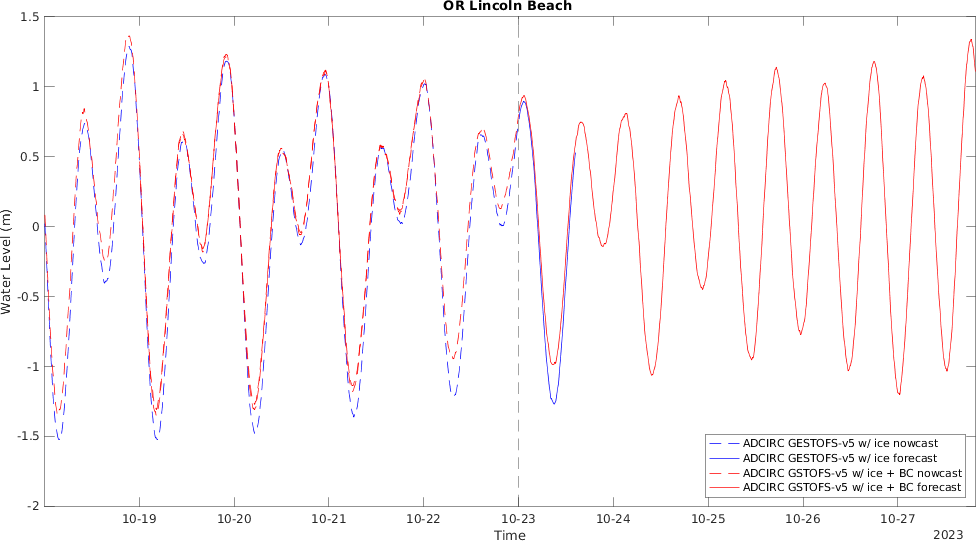 OR Lincoln Beach
1.5
1
0.5
0
-0.5
-1
-1.5
-2
Water Level (m)
ADCIRC GESTOFS-v5 w/ ice nowcast
ADCIRC GESTOFS-v5 w/ ice forecast
ADCIRC GSTOFS-v5 w/ ice + BC nowcast
ADCIRC GSTOFS-v5 w/ ice + BC forecast
10-19 10-20 10-21 10-22 10-23 10-24 10-25 10-26 10-27
Time
2023